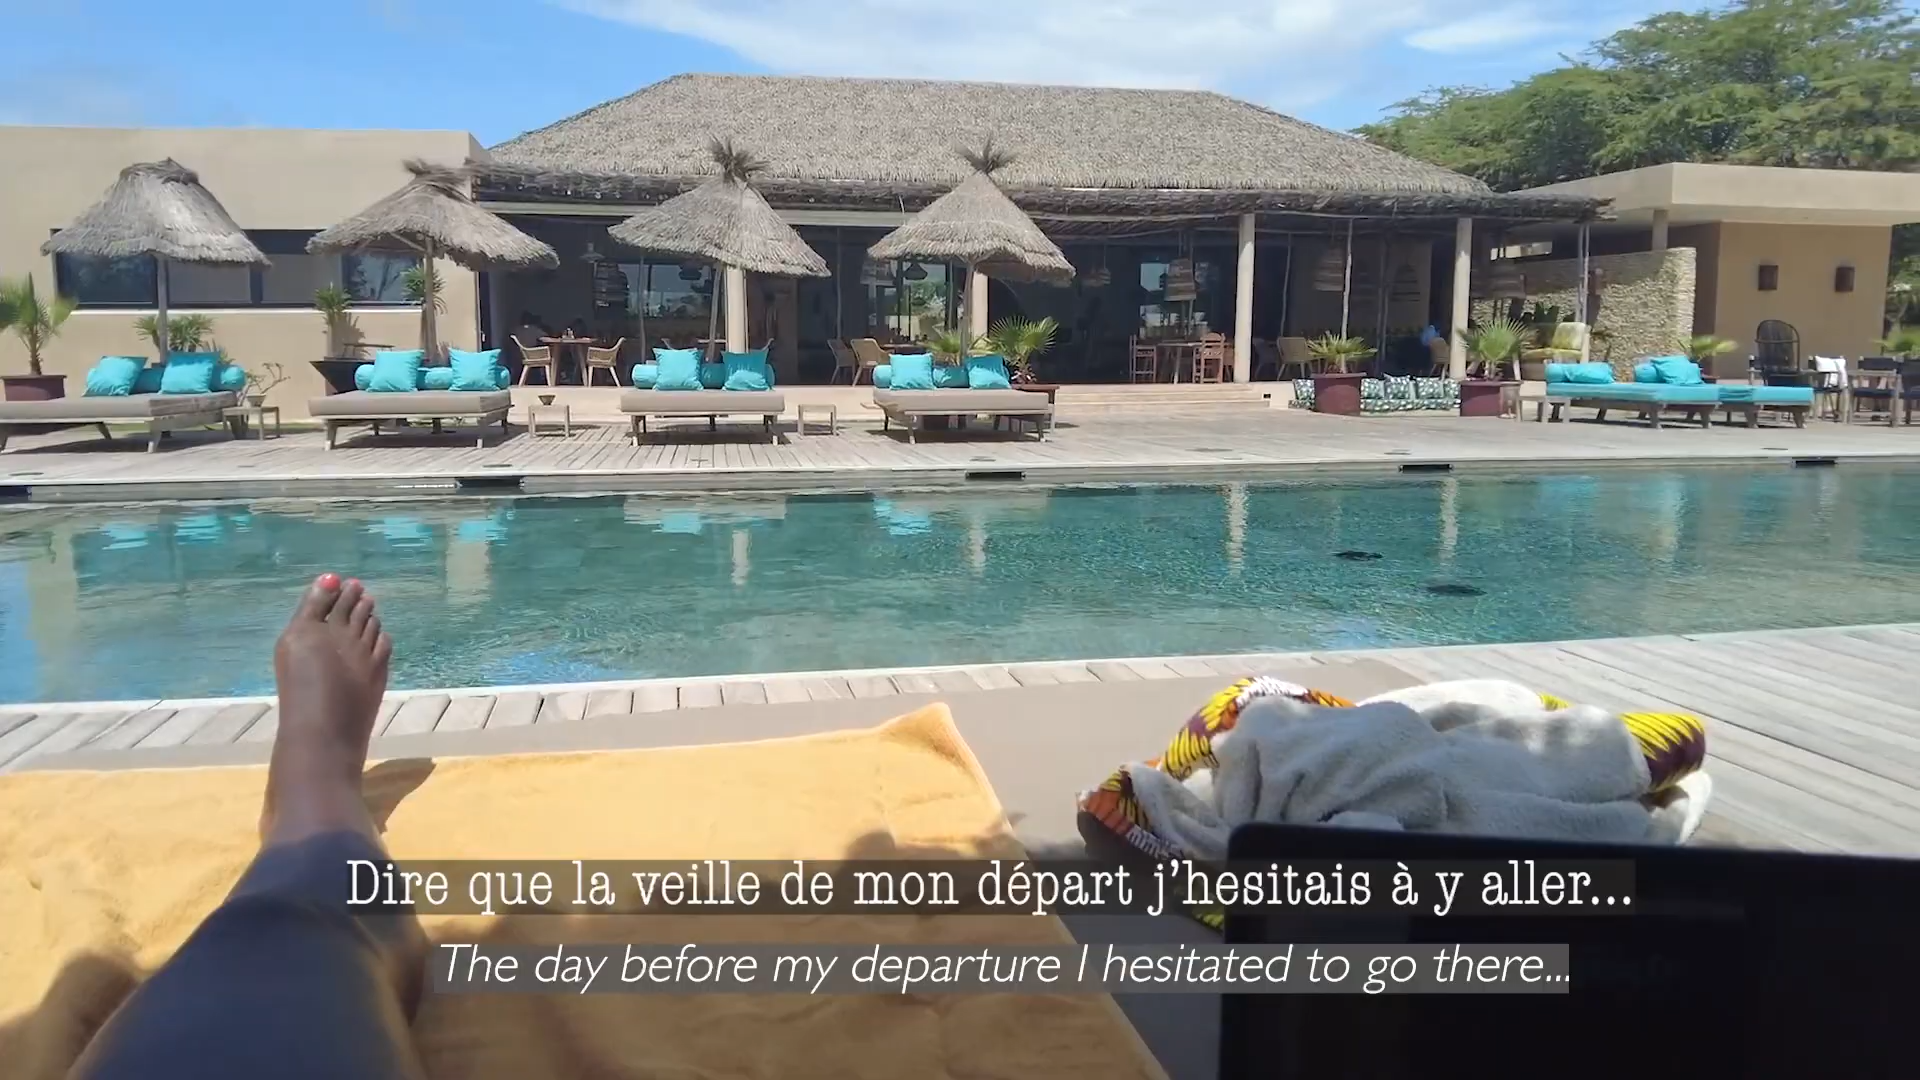 Dire que la veille de mon départ j'hesitais à y aller...
The day before my departure I hesitated to go there...